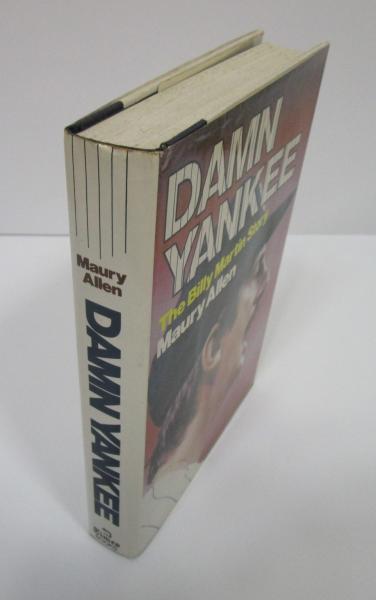 Maury
Allen
DAMN YANKEE
DAMN
YANKEE
The Billy Martin Story
Maury Allen